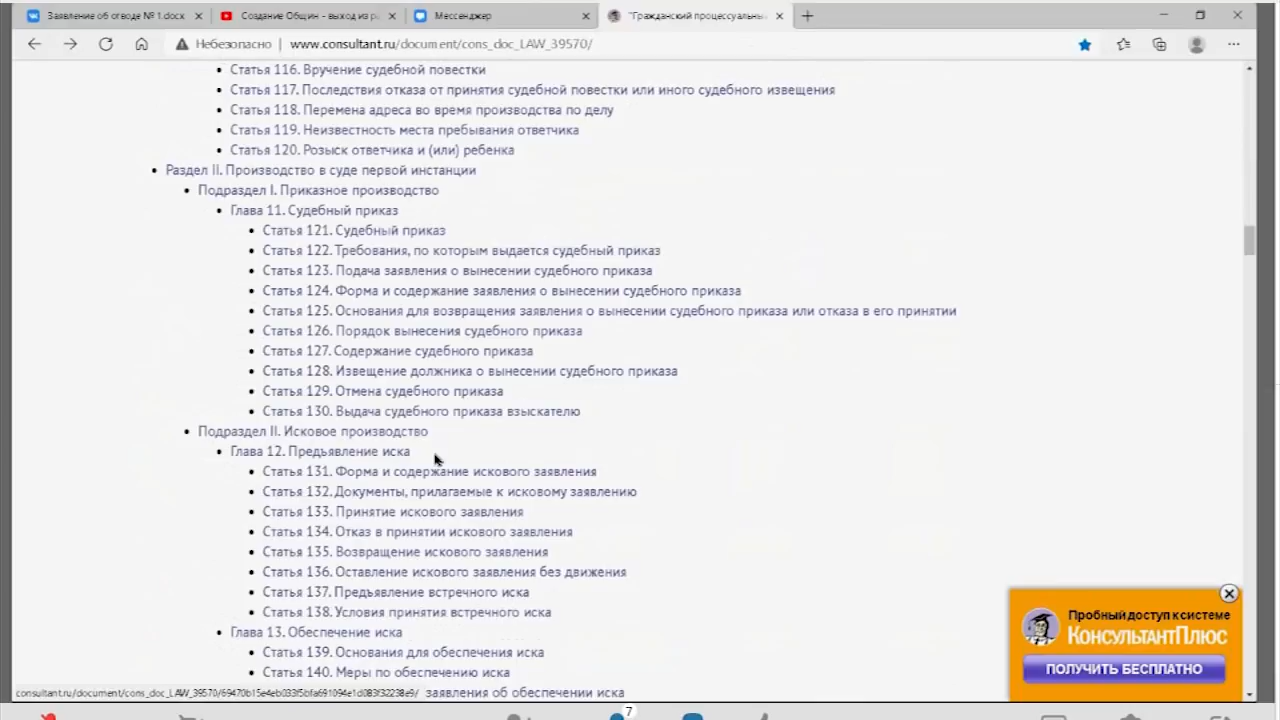 Заявление об отводе № 1.docx
Создание Общин - выход из ра
Мессенджер
"Гражданский процессуальны
Небезопасно | www.consultant.ru/document/cons_doc_LAW_39570/
Статья 116. Вручение судебной повестки
Статья 117. Последствия отказа от принятия судебной повестки или иного судебного извещения
Статья 118. Перемена адреса во время производства по делу
Статья 119. Неизвестность места пребывания ответчика
Статья 120. Розыск ответчика и (или) ребенка
Раздел II. Производство в суде первой инстанции
Подраздел I. Приказное производство
Глава 11. Судебный приказ
Статья 121. Судебный приказ
Статья 122. Требования, по которым выдается судебный приказ
Статья 123. Подача заявления о вынесении судебного приказа
Статья 124. Форма и содержание заявления о вынесении судебного приказа
Статья 125. Основания для возвращения заявления о вынесении судебного приказа или отказа в его принятии
Статья 126. Порядок вынесения судебного приказа
Статья 127. Содержание судебного приказа
Статья 128. Извещение должника о вынесении судебного приказа
Статья 129. Отмена судебного приказа
Статья 130. Выдача судебного приказа взыскателю
Подраздел II. Исковое производство
Глава 12. Предъявление иска
Статья 131. Форма и содержание искового заявления
Статья 132. Документы, прилагаемые к исковому заявлению
Статья 133. Принятие искового заявления
Статья 134. Отказ в принятии искового заявления
Статья 135. Возвращение искового заявления
Статья 136. Оставление искового заявления без движения
Статья 137. Предъявление встречного иска
Статья 138. Условия принятия встречного иска
Глава 13. Обеспечение иска
Статья 139. Основания для обеспечения иска
Статья 140. Меры по обеспечению иска
заявления об обеспечении иска
Пробный доступ к системе
КонсультантПлюс
ПОЛУЧИТЬ БЕСПЛАТНО
7